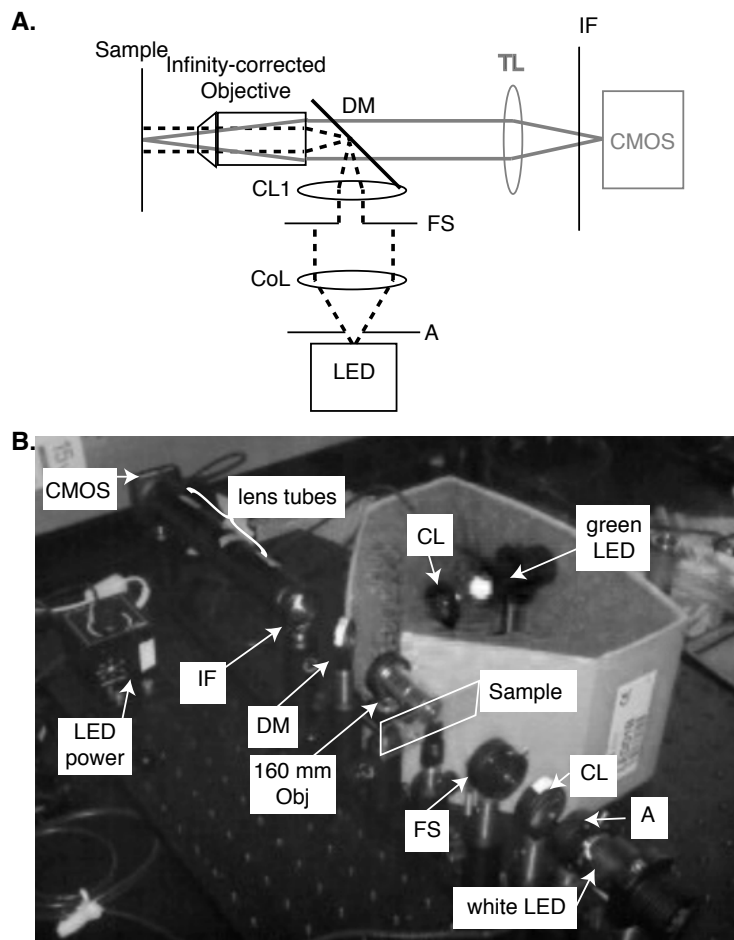 A.
IF
Sample
Infinity-corrected
Objective
DM
TL
CMOS
CL1
FS
CoL
A
LED
B.
15
CMOS
lens tubes
green
LED
CL
IF
DM
Sample
LED
power
160 mm
Obj
CL
FS
A
white LED